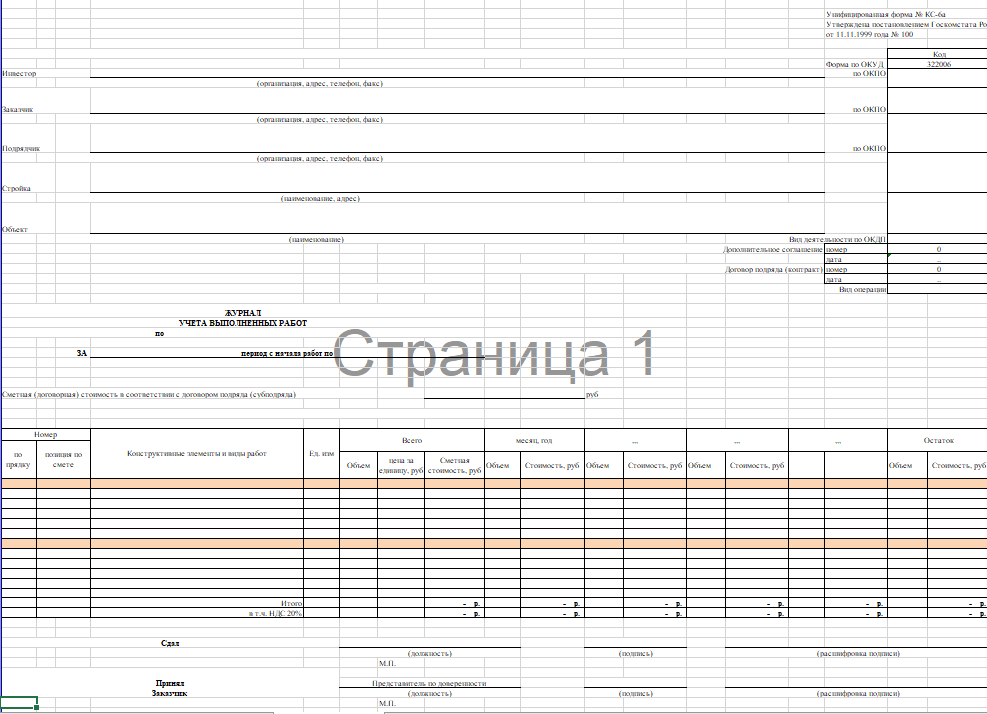 Унифицированная форма № КС-6а
Утверждена постановлением Госкомстата Ро
от 11.11.1999 года № 100
Код
Форма по ОКУД 322006
Инвестор по ОКПО
(организация, адрес, телефон, факс)
Заказчик по ОКПО
(организация, адрес, телефон, факс)
Подрядчик по ОКПО
(организация, адрес, телефон, факс)
Стройка
(наименование, адрес)
Объект
(наименование) Вид деятельности по ОКДП
Дополнительное соглашение номер 0
дата ..
Договор подряда (контракт) номер 0
дата ..
Вид операции
ЖУРНАЛ
УЧЕТА ВЫПОЛНЕННЫХ РАБОТ
по
ЗА период с начала работ по
Страница 1
Сметная (договорная) стоимость в соответствии с договором подряда (субподряда) руб
Номер Конструктивные элементы и виды работ Ед. изм Всего месяц, год ... ... ... Остаток
по прядку позиция по смете Объем цена за единицу, руб Сметная стоимость, руб Объем Стоимость, руб Объем Стоимость, руб Объем Стоимость, руб Объем Стоимость, руб
Итого - р. - р. - р. - р. - р. - р.
в т.ч. НДС 20% - р. - р. - р. - р. - р. - р.
Сдал
(должность) (подпись) (расшифровка подписи)
М.П.
Принял Представитель по доверенности
Заказчик (должность) (подпись) (расшифровка подписи)
М.П.